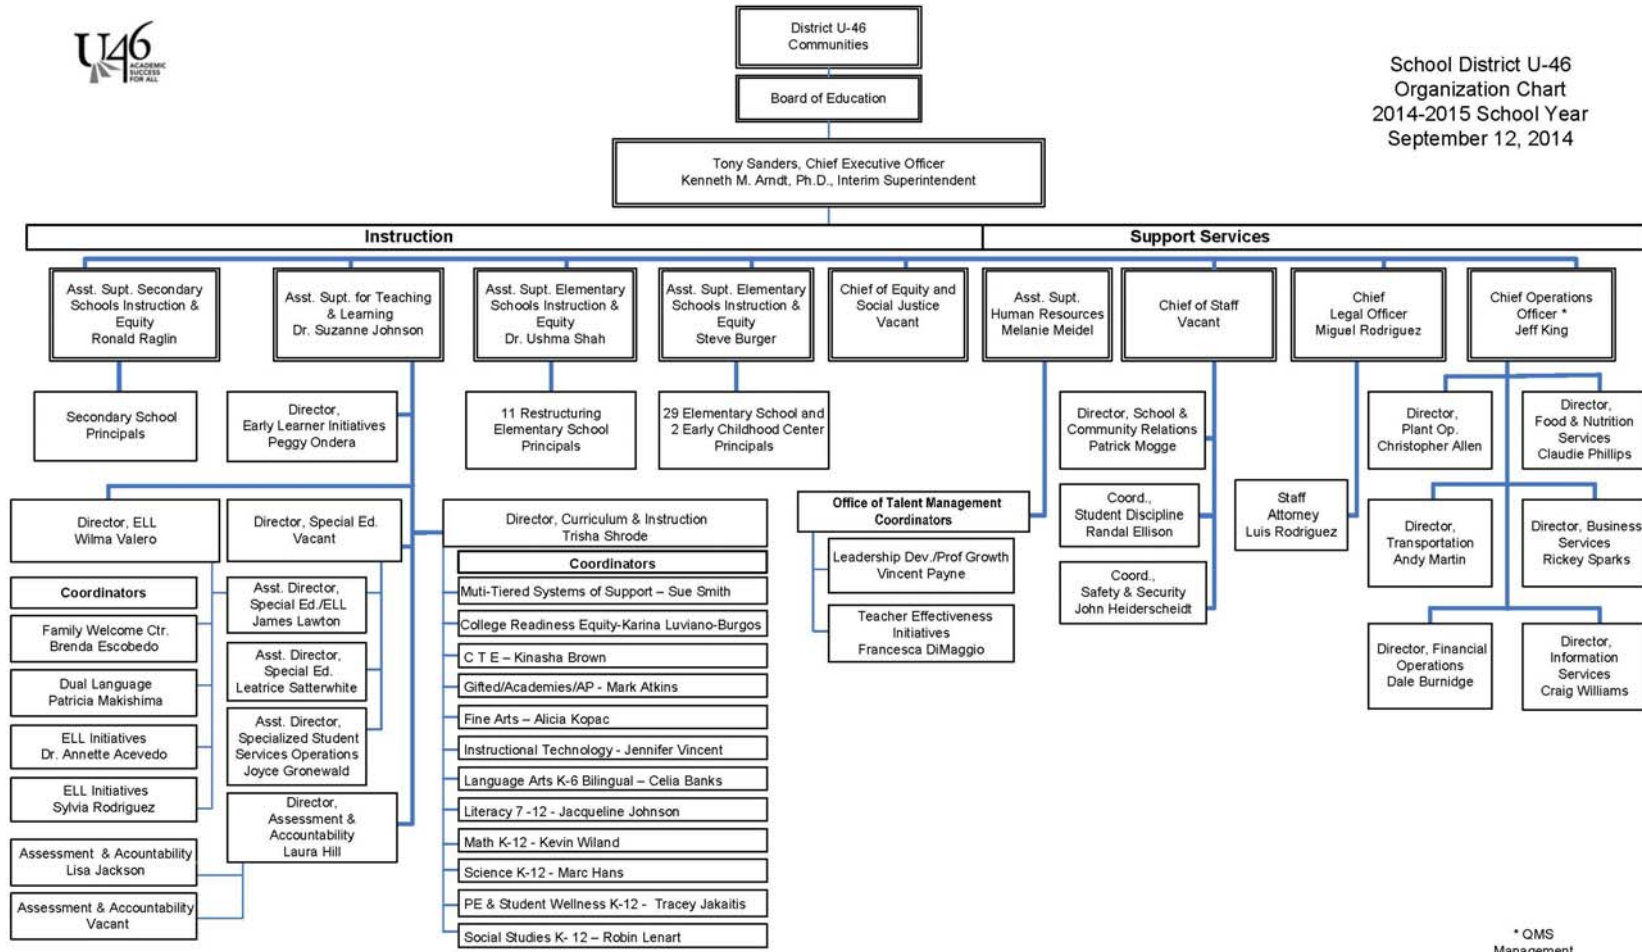 U46
ACADEMIC
SUCCESS
FOR ALL
School District U-46
Organization Chart
2014-2015 School Year
September 12, 2014
District U-46
Communities
Board of Education
Tony Sanders, Chief Executive Officer
Kenneth M. Arndt, Ph.D., Interim Superintendent
Instruction
Support Services
Asst. Supt. Secondary
Schools Instruction &
Equity
Ronald Raglin
Asst. Supt. for Teaching
& Learning
Dr. Suzanne Johnson
Asst. Supt. Elementary
Schools Instruction &
Equity
Dr. Ushma Shah
Asst. Supt. Elementary
Schools Instruction &
Equity
Steve Burger
Chief of Equity and
Social Justice
Vacant
Asst. Supt.
Human Resources
Melanie Meidel
Chief of Staff
Vacant
Chief
Legal Officer
Miguel Rodriguez
Chief Operations
Officer *
Jeff King
Secondary School
Principals
Director,
Early Learner Initiatives
Peggy Ondera
11 Restructuring
Elementary School
Principals
29 Elementary School and
2 Early Childhood Center
Principals
Director, School &
Community Relations
Patrick Mogge
Director,
Plant Op.
Christopher Allen
Director,
Food & Nutrition
Services
Claudie Phillips
Director, ELL
Wilma Valero
Director, Special Ed.
Vacant
Director, Curriculum & Instruction
Trisha Shrode
Office of Talent Management
Coordinators
Coord.,
Student Discipline
Randal Ellison
Staff
Attorney
Luis Rodriguez
Director,
Transportation
Andy Martin
Director, Business
Services
Rickey Sparks
Leadership Dev./Prof Growth
Vincent Payne
Teacher Effectiveness
Initiatives
Francesca DiMaggio
Coord.,
Safety & Security
John Heiderscheidt
Director, Financial
Operations
Dale Burnidge
Director,
Information
Services
Craig Williams
Coordinators
Family Welcome Ctr.
Brenda Escobedo
Dual Language
Patricia Makishima
ELL Initiatives
Dr. Annette Acevedo
ELL Initiatives
Sylvia Rodriguez
Asst. Director,
Special Ed./ELL
James Lawton
Asst. Director,
Special Ed.
Leatrice Satterwhite
Asst. Director,
Specialized Student
Services Operations
Joyce Gronewald
Director,
Assessment &
Accountability
Laura Hill
Assessment & Acountability
Lisa Jackson
Assessment & Accountability
Vacant
Coordinators
Muti-Tiered Systems of Support – Sue Smith
College Readiness Equity-Karina Luviano-Burgos
C T E – Kinasha Brown
Gifted/Academies/AP - Mark Atkins
Fine Arts – Alicia Kopac
Instructional Technology - Jennifer Vincent
Language Arts K-6 Bilingual – Celia Banks
Literacy 7 -12 - Jacqueline Johnson
Math K-12 - Kevin Wiland
Science K-12 - Marc Hans
PE & Student Wellness K-12 - Tracey Jakaitis
Social Studies K- 12 – Robin Lenart
* QMS
Management